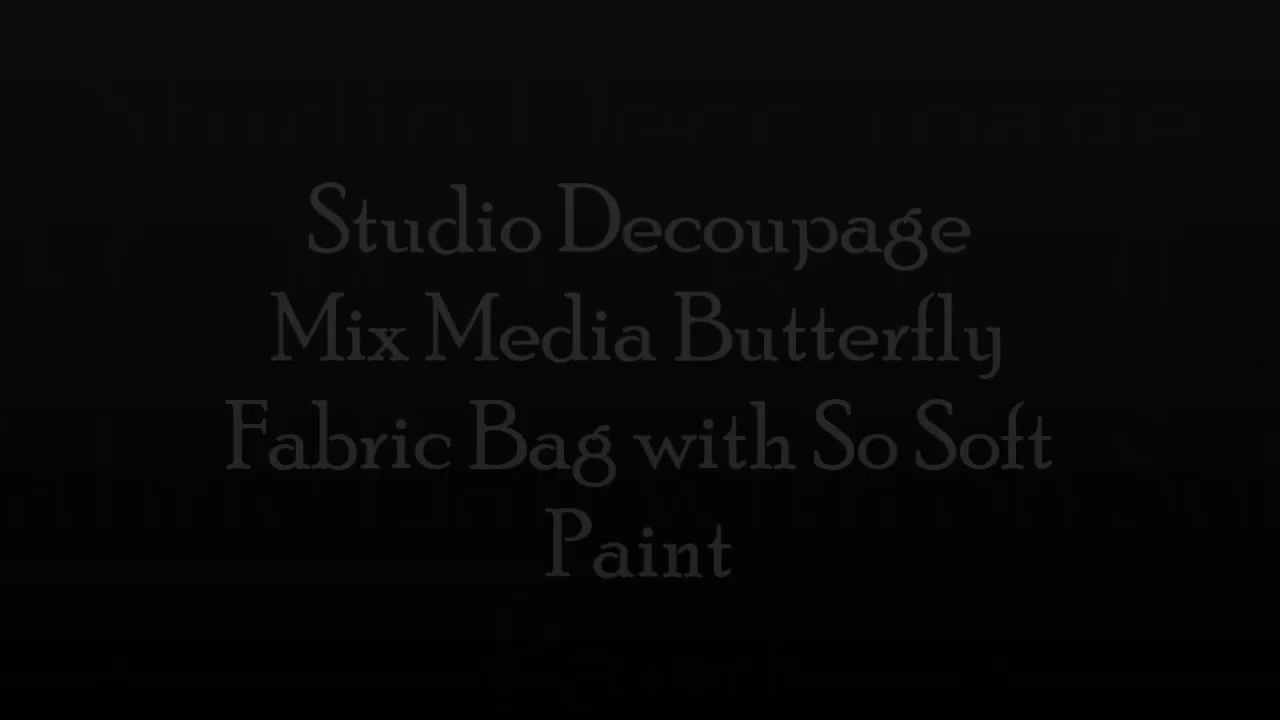 Studio Decoupage
Mix Media Butterfly
Fabric Bag with So Soft
Paint